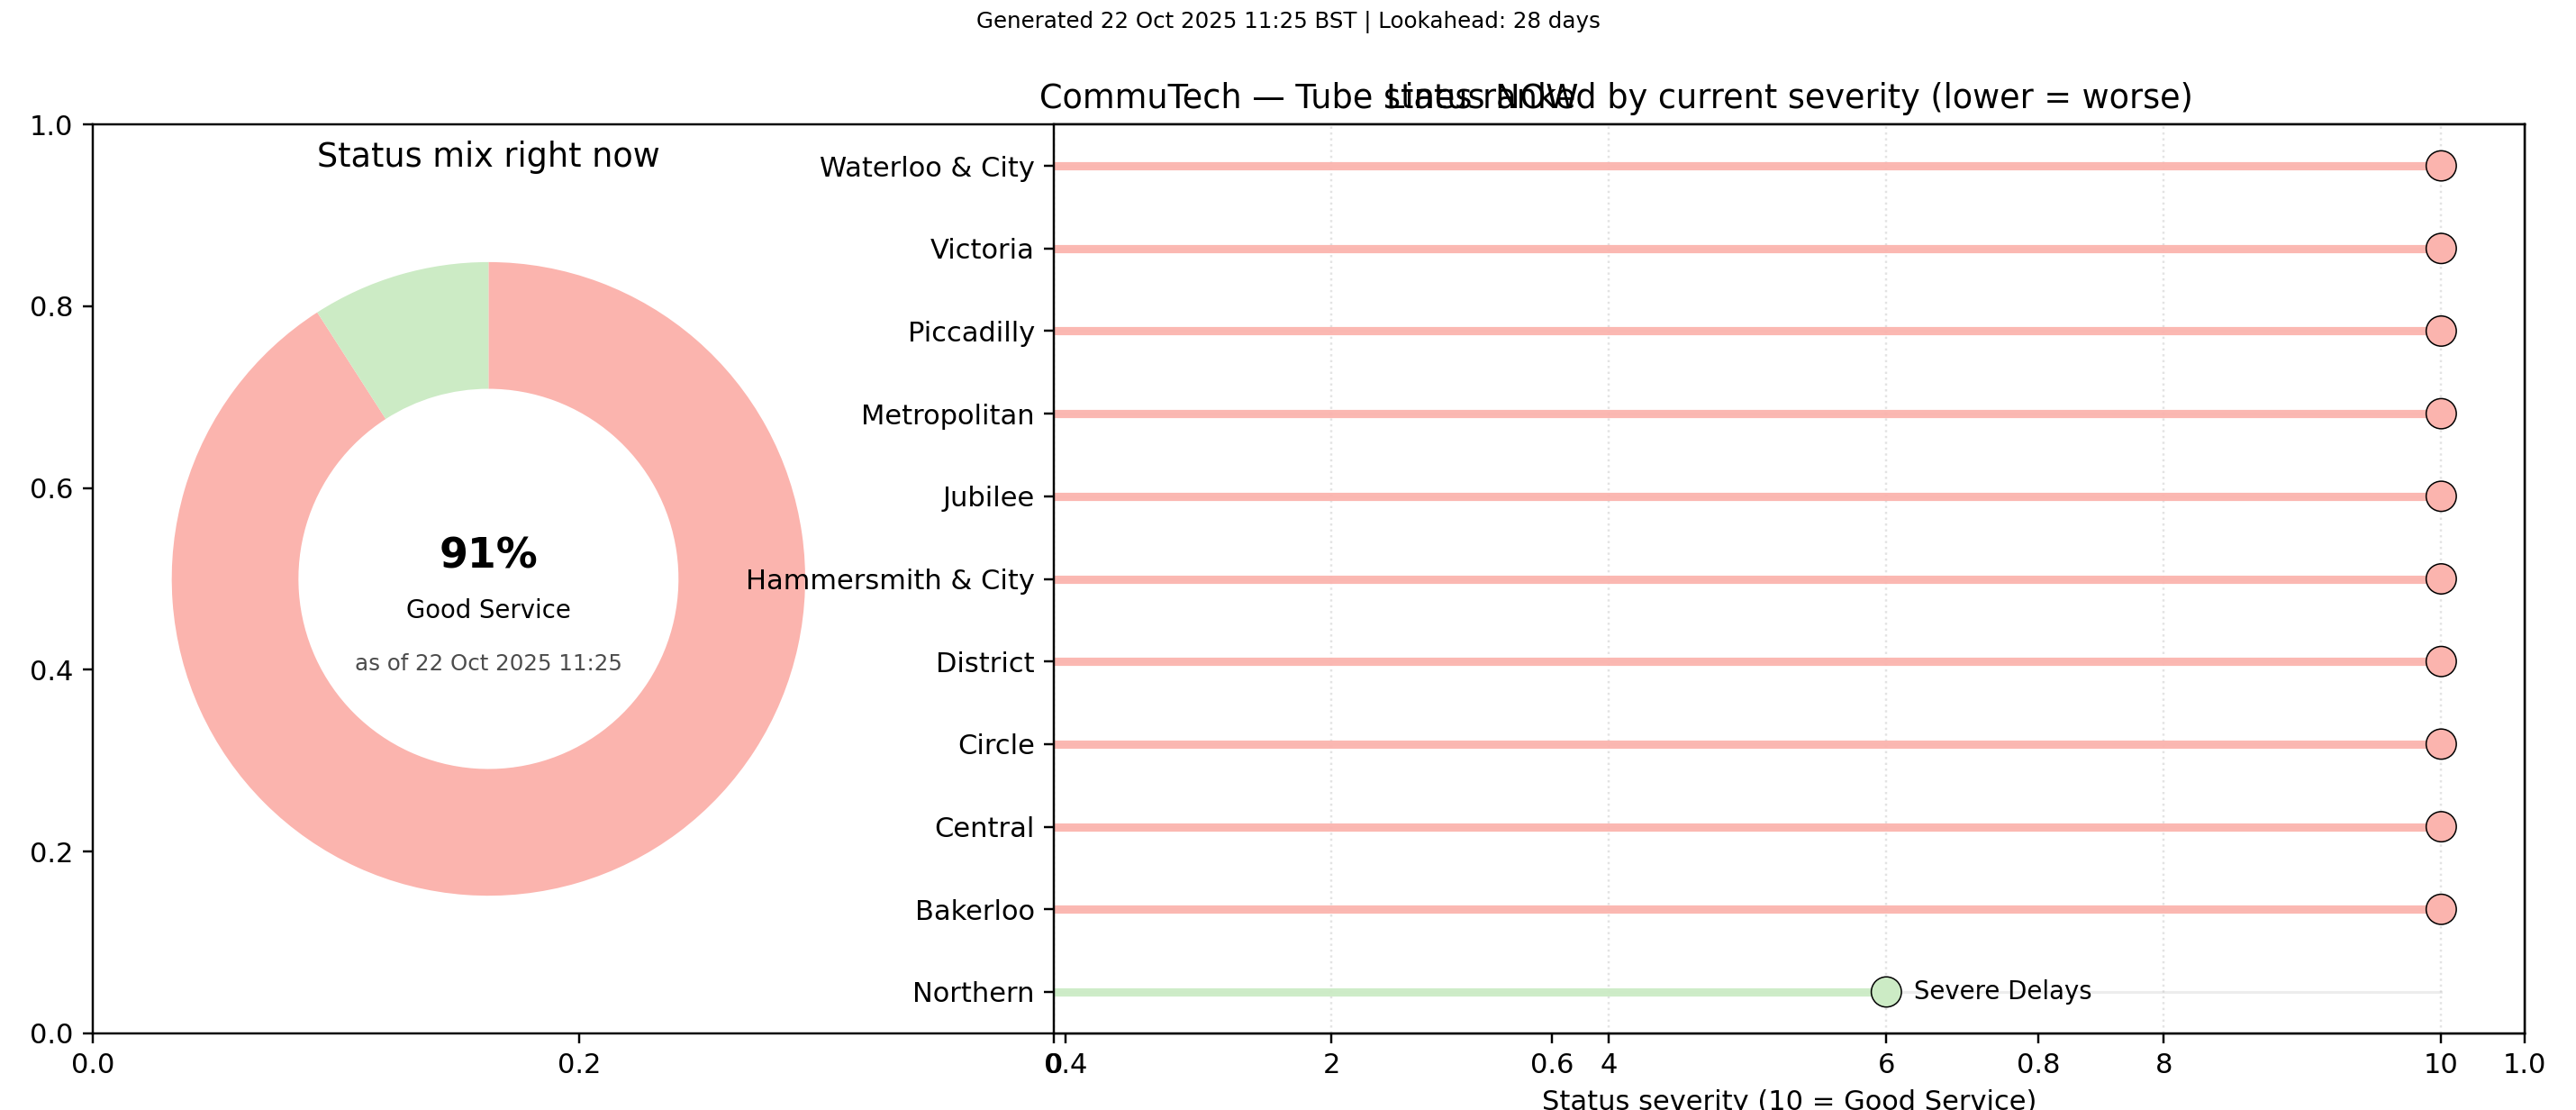 Generated 22 Oct 2025 11:25 BST | Lookahead: 28 days
CommuTech — Tube status NOW
Lines ranked by current severity (lower = worse)
Status mix right now
1.0
0.8
0.6
0.4
0.2
0.0
91%
Good Service
as of 22 Oct 2025 11:25
Waterloo & City
Victoria
Piccadilly
Metropolitan
Jubilee
Hammersmith & City
District
Circle
Central
Bakerloo
Northern
Severe Delays
0.0 0.2 0.4 0.6 0.8 1.0
0 2 4 6 8 10
Status severity (10 = Good Service)